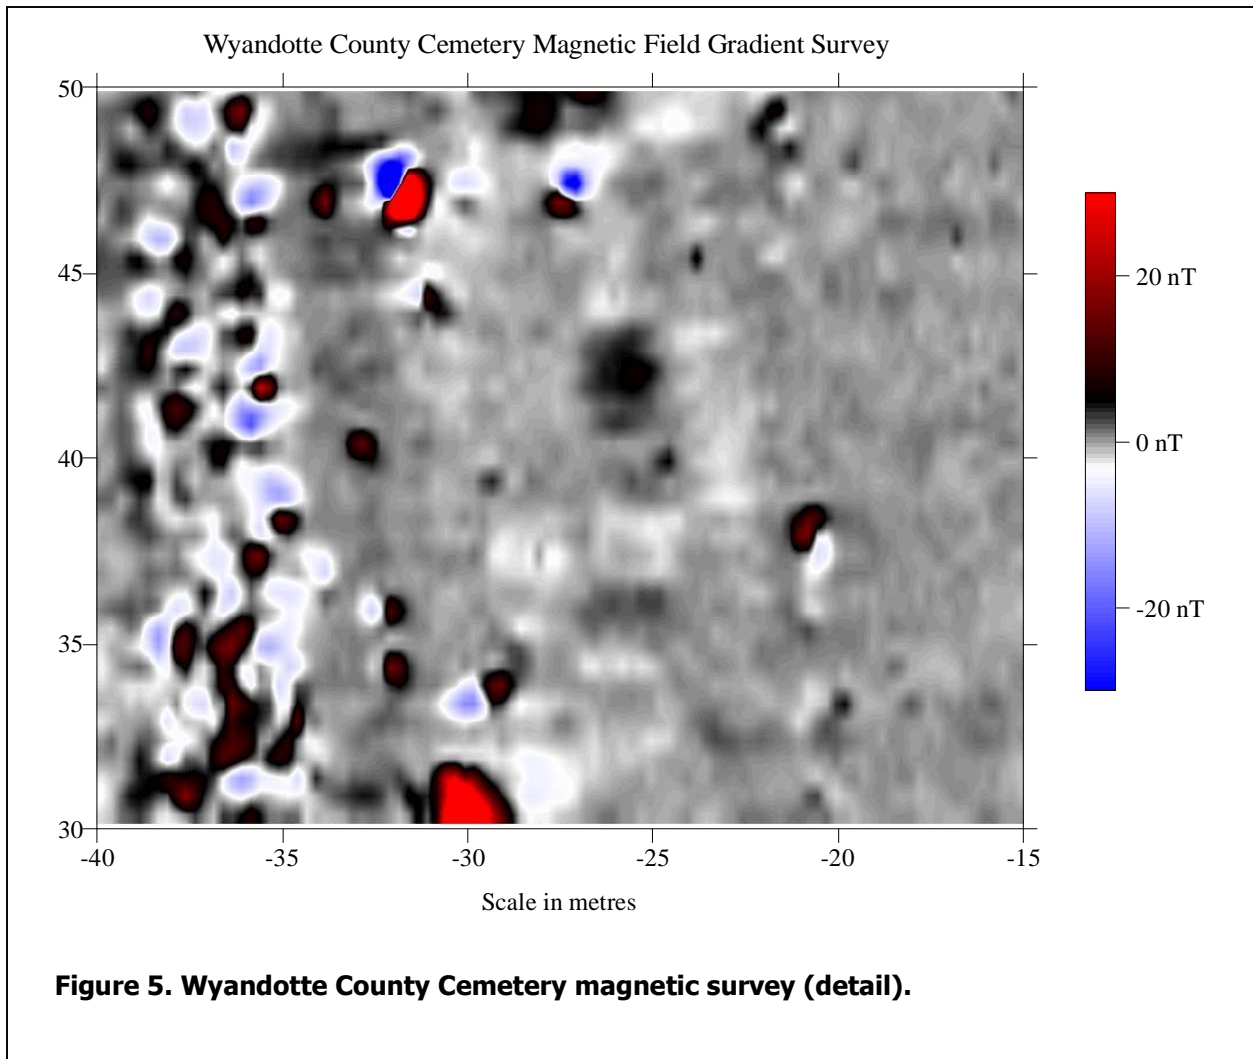 Wyandotte County Cemetery Magnetic Field Gradient Survey
50
45
40
35
30
-40 -35 -30 -25 -20 -15
Scale in metres
20 nT
0 nT
-20 nT
Figure 5. Wyandotte County Cemetery magnetic survey (detail).